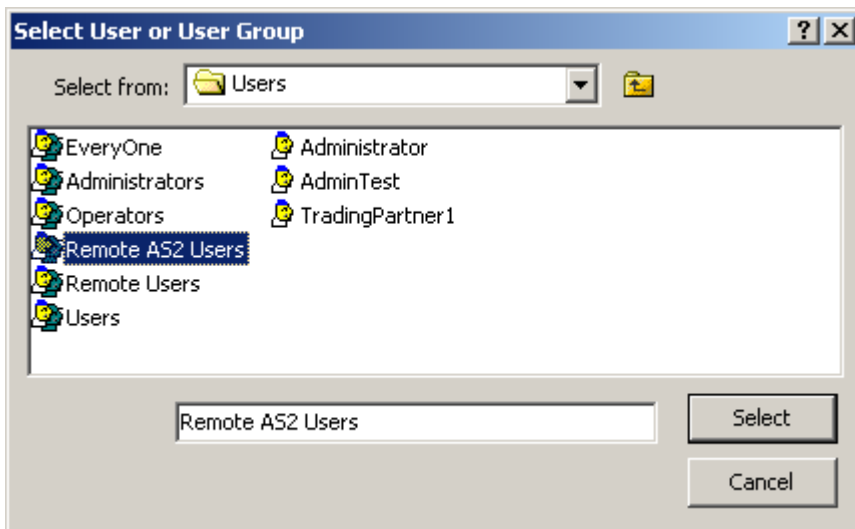 Select User or User Group
Select from: Users
EveryOne
Administrators
Operators
Remote AS2 Users
Remote Users
Users
Administrator
AdminTest
TradingPartner1
Remote AS2 Users
Select
Cancel